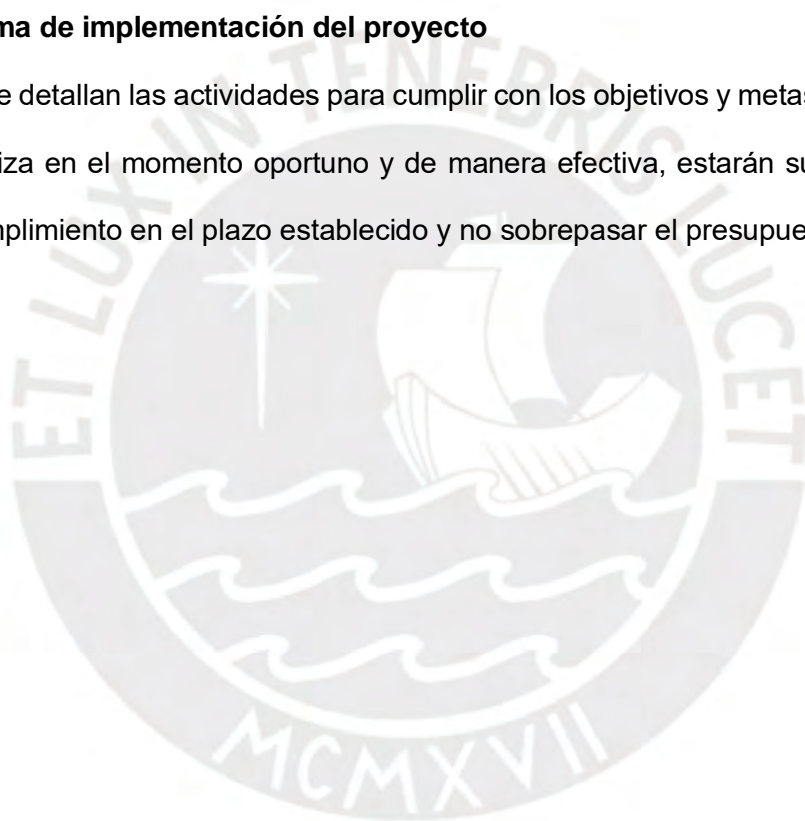 ma de implementación del proyecto
e detallan las actividades para cumplir con los objetivos y metas
iza en el momento oportuno y de manera efectiva, estarán su
mplimiento en el plazo establecido y no sobrepasar el presupue
ET LUX IN TENEBRIS LUCET
MCMXVII